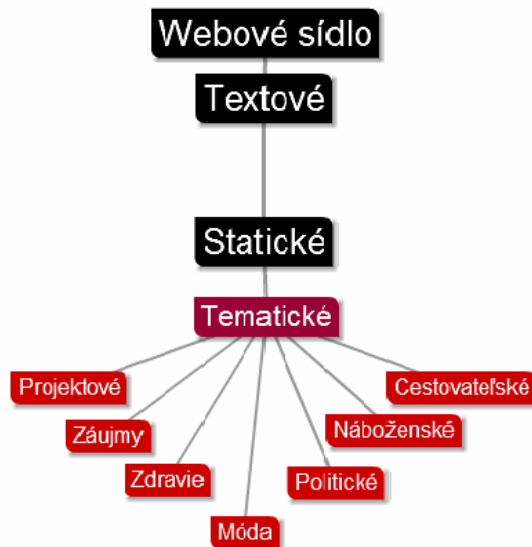 Webové sídlo
Textové
Statické
Tematické
Projektové
Cestovateľské
Záujmy
Náboženské
Zdravie
Politické
Móda